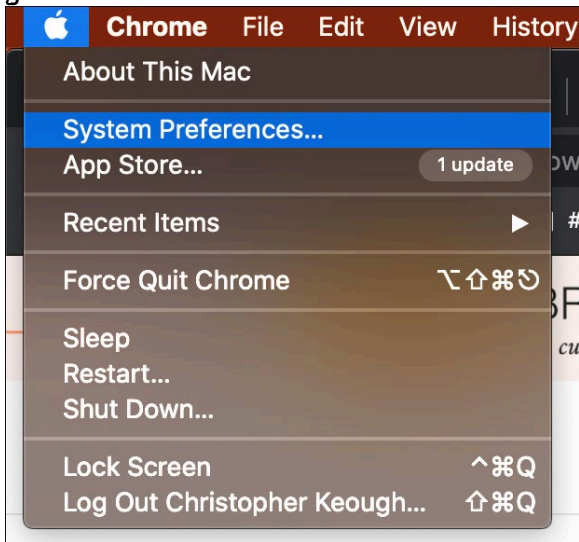 Chrome File Edit View History
About This Mac
System Preferences...
App Store... 1 update
Recent Items
#
Force Quit Chrome ⌥⇧⌘⎋
Sleep
Restart...
Shut Down...
Lock Screen ^⌘Q
Log Out Christopher Keough... ⇧⌘Q